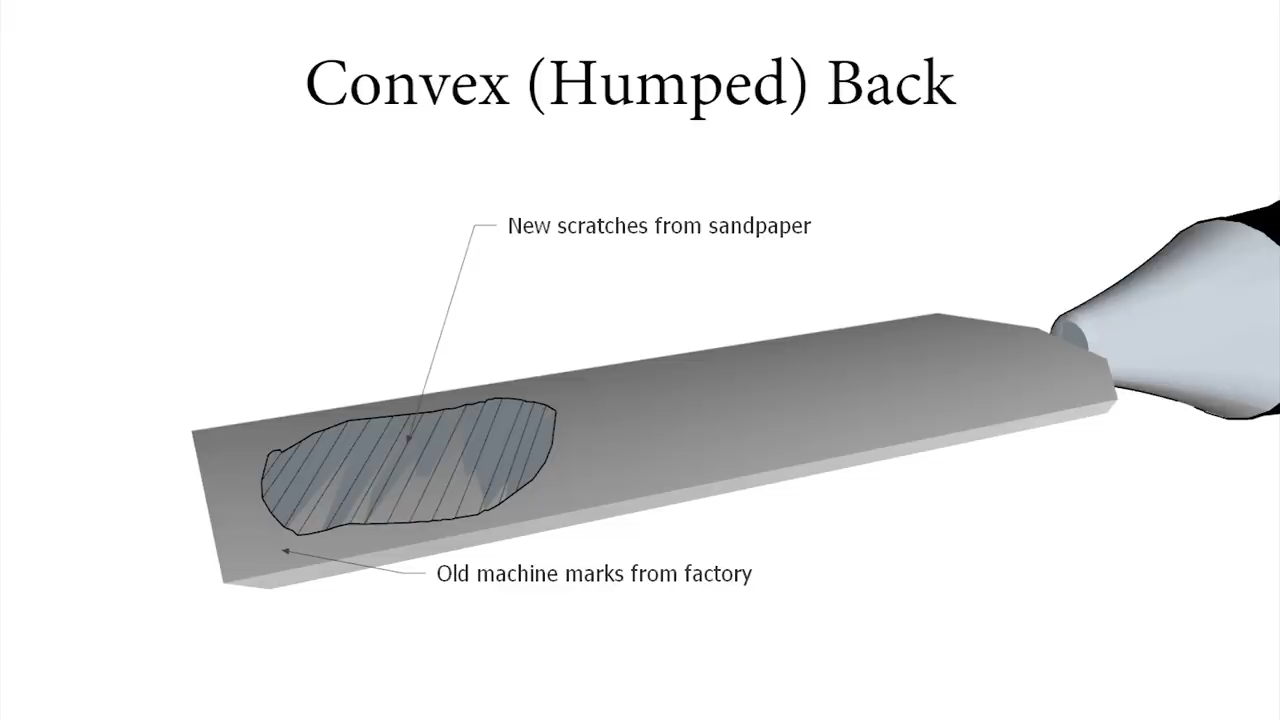 Convex (Humped) Back
New scratches from sandpaper
Old machine marks from factory